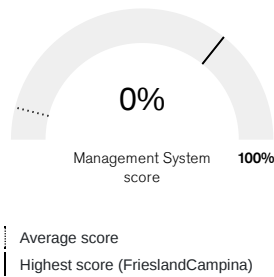 0%
Management System 100%
score
Average score
Highest score (FrieslandCampina)